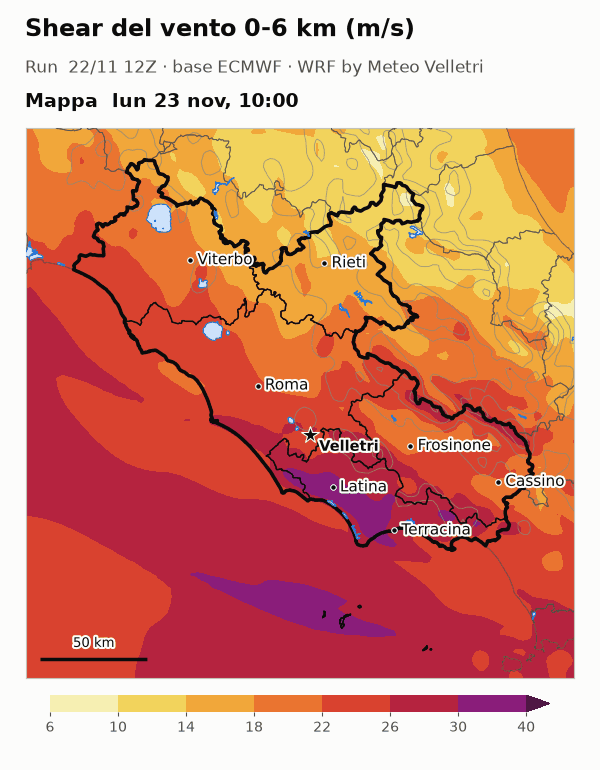 Shear del vento 0-6 km (m/s)
Run  22/11 12Z · base ECMWF · WRF by Meteo Velletri
Mappa  lun 23 nov, 10:00
Viterbo
Rieti
Roma
Velletri
Frosinone
Cassino
Latina
Terracina
50 km
6 10 14 18 22 26 30 40